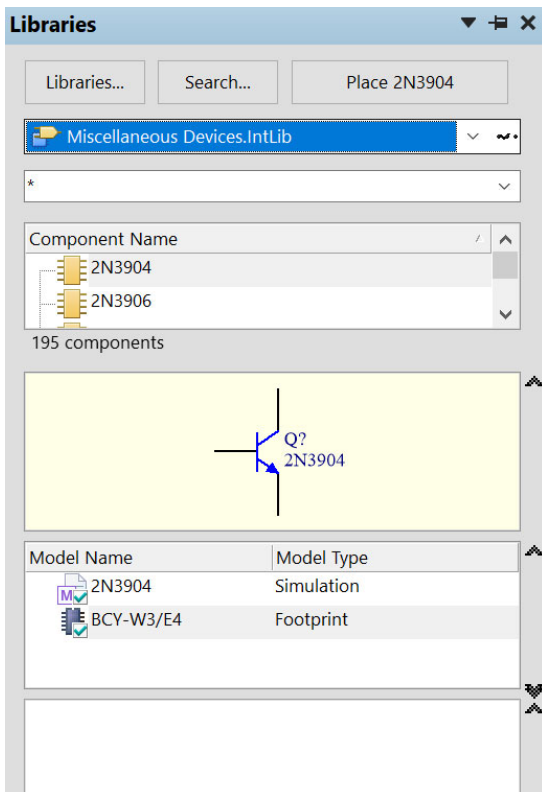 Libraries
Libraries... Search... Place 2N3904
Miscellaneous Devices.IntLib
*
Component Name
2N3904
2N3906
195 components
Q?
2N3904
Model Name Model Type
2N3904 Simulation
BCY-W3/E4 Footprint